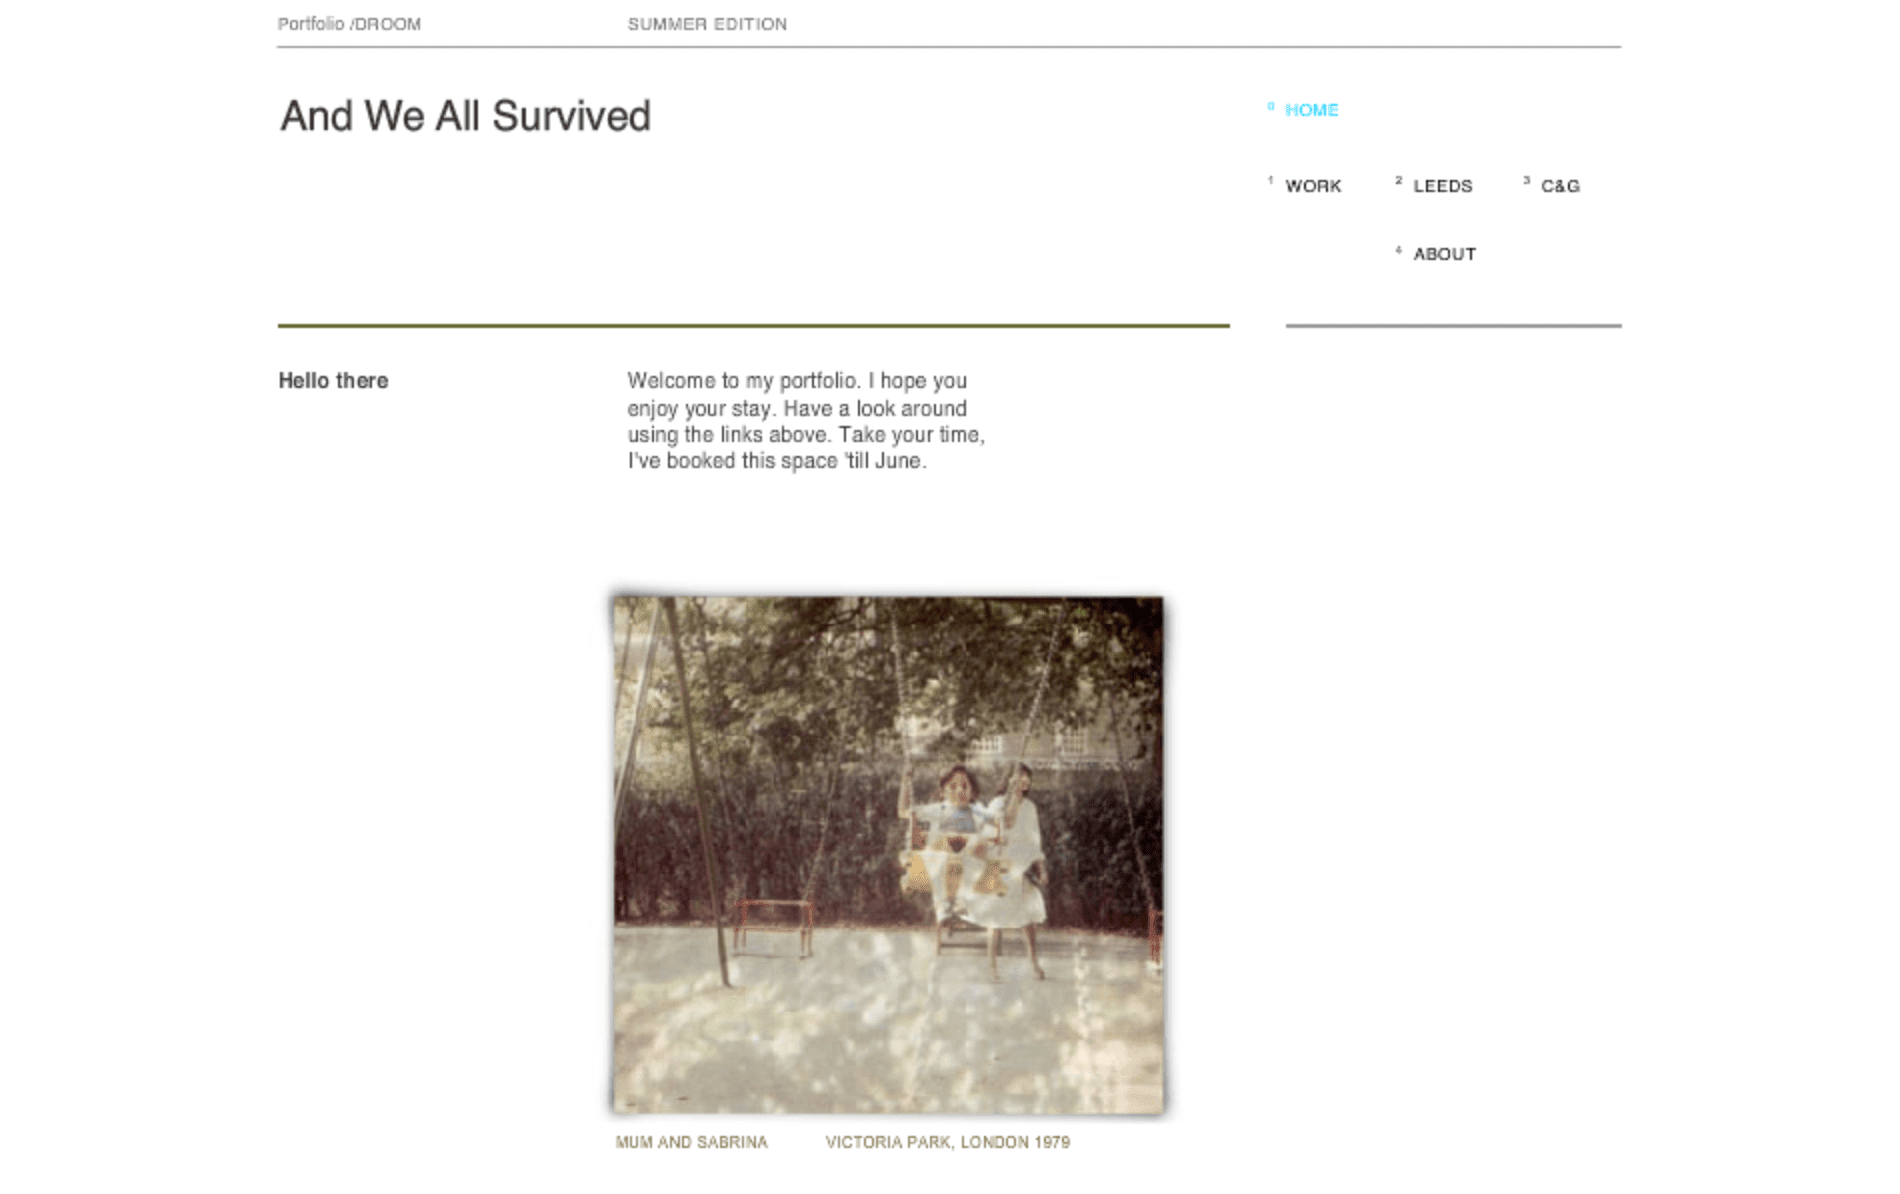 Portfolio /DROOM
SUMMER EDITION
And We All Survived
0 HOME
1 WORK
2 LEEDS
3 C&G
4 ABOUT
Hello there
Welcome to my portfolio. I hope you
enjoy your stay. Have a look around
using the links above. Take your time,
I've booked this space 'till June.
MUM AND SABRINA
VICTORIA PARK, LONDON 1979